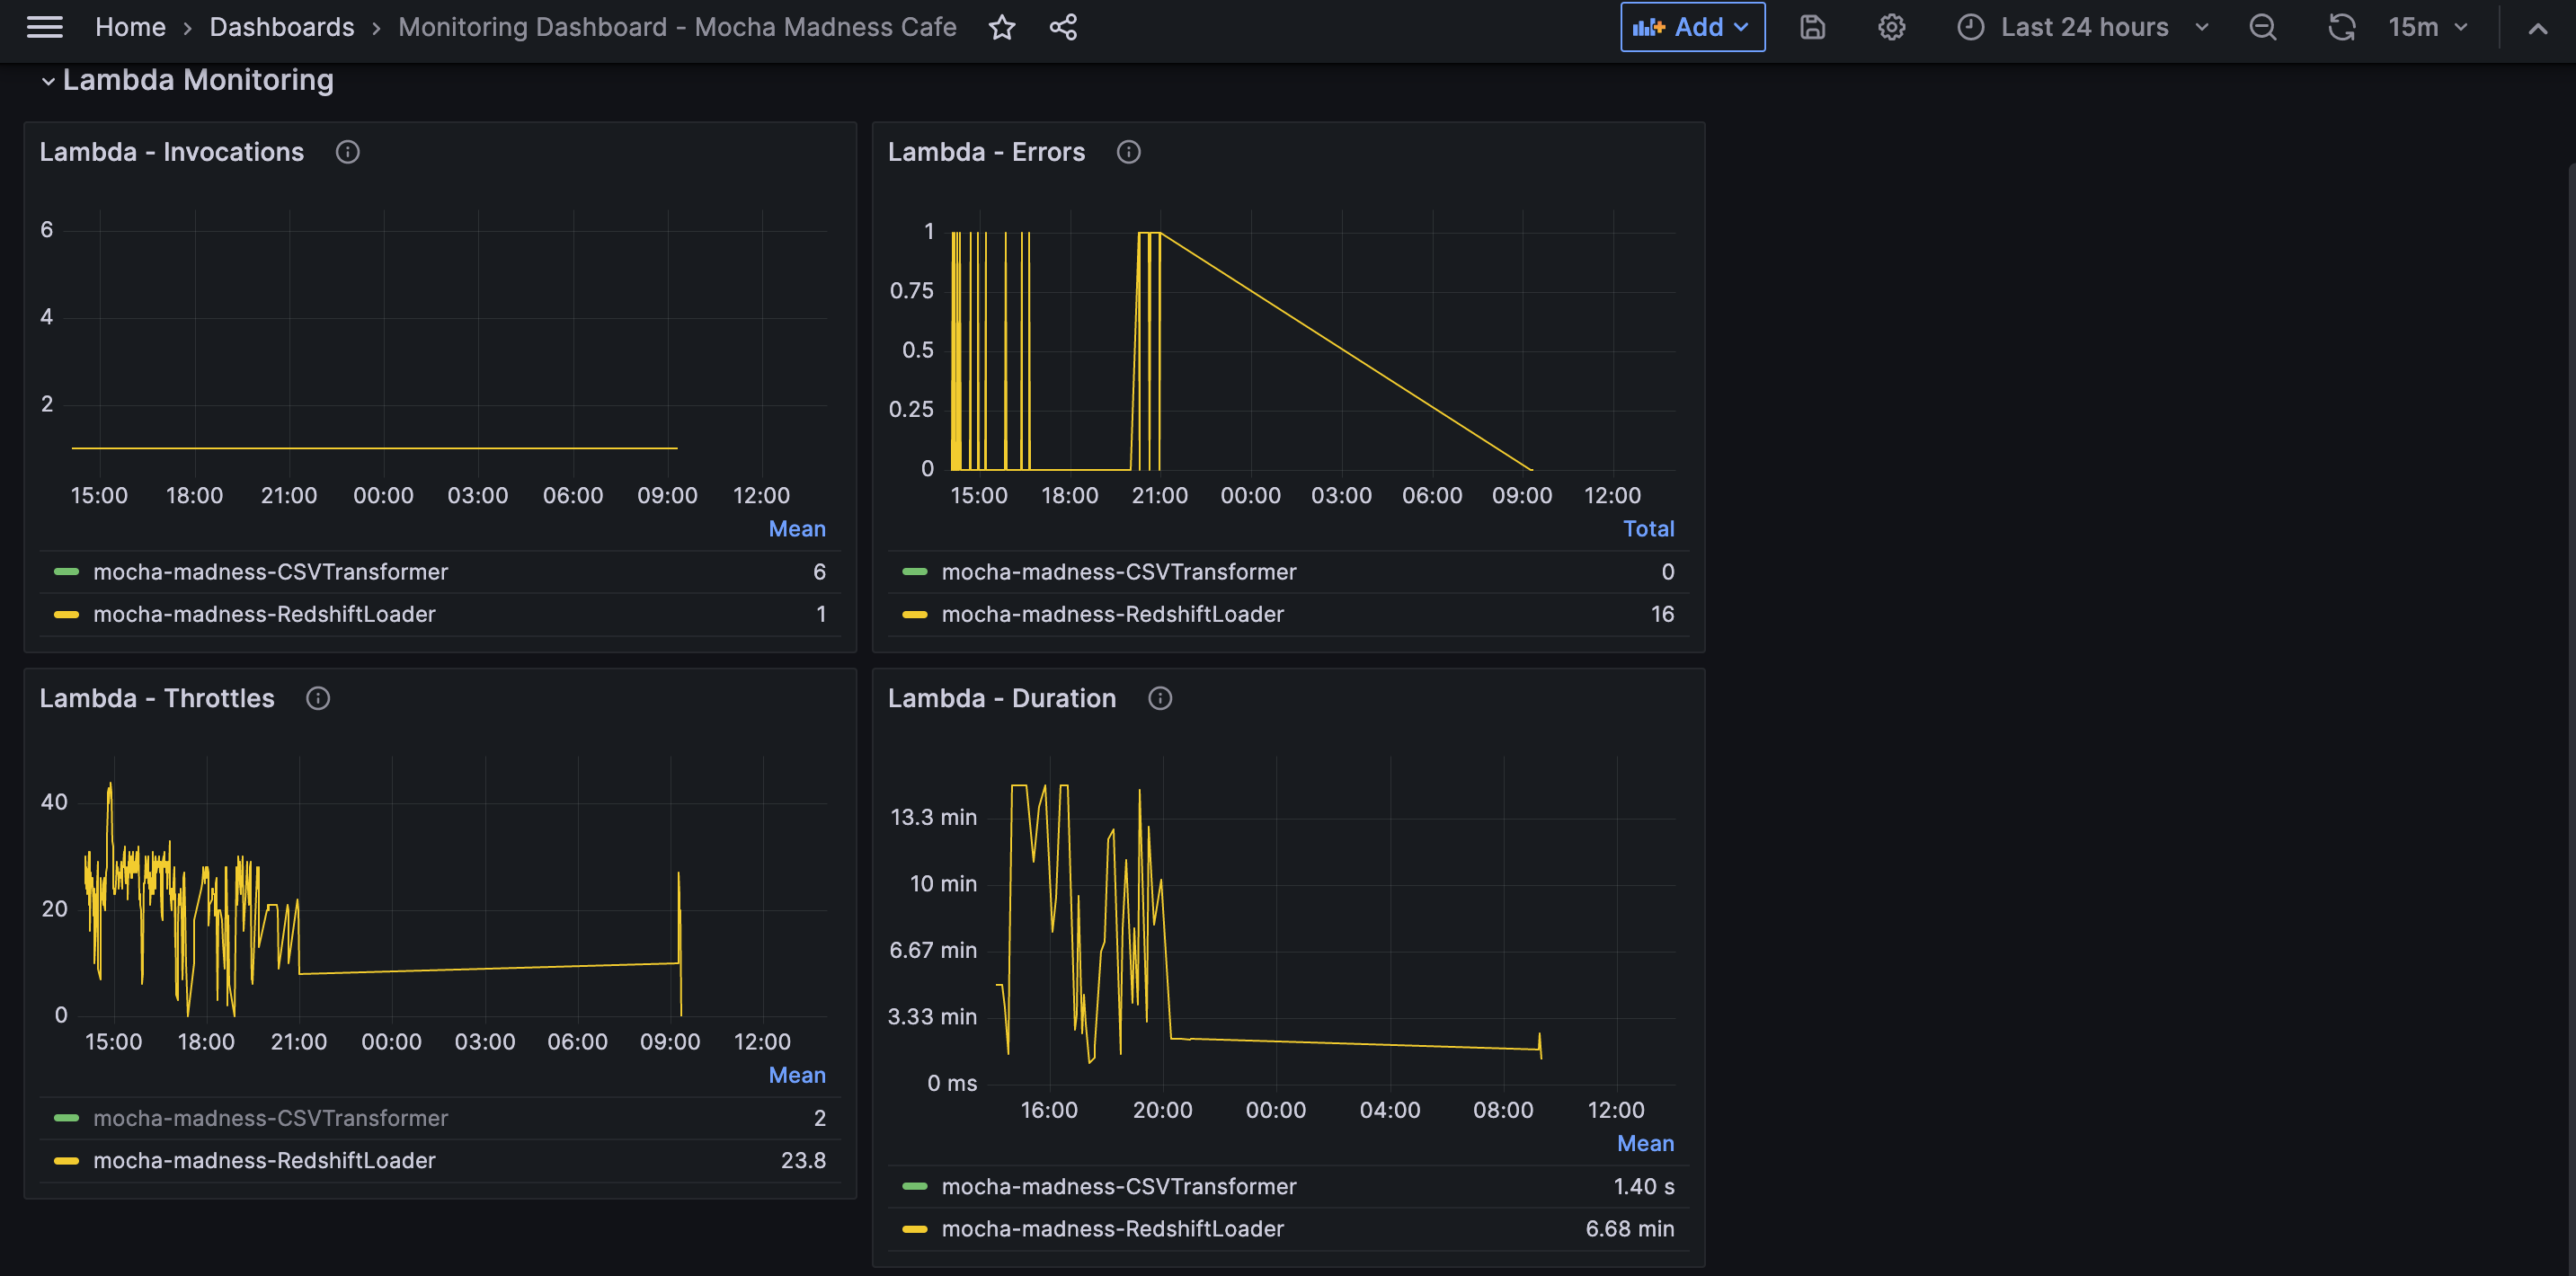 Home › Dashboards › Monitoring Dashboard - Mocha Madness Cafe
Add
Last 24 hours
15m
Lambda Monitoring
Lambda - Invocations
6
4
2
15:00 18:00 21:00 00:00 03:00 06:00 09:00 12:00
Mean
mocha-madness-CSVTransformer 6
mocha-madness-RedshiftLoader 1
Lambda - Errors
1
0.75
0.5
0.25
0
15:00 18:00 21:00 00:00 03:00 06:00 09:00 12:00
Total
mocha-madness-CSVTransformer 0
mocha-madness-RedshiftLoader 16
Lambda - Throttles
40
20
0
15:00 18:00 21:00 00:00 03:00 06:00 09:00 12:00
Mean
mocha-madness-CSVTransformer 2
mocha-madness-RedshiftLoader 23.8
Lambda - Duration
13.3 min
10 min
6.67 min
3.33 min
0 ms
16:00 20:00 00:00 04:00 08:00 12:00
Mean
mocha-madness-CSVTransformer 1.40 s
mocha-madness-RedshiftLoader 6.68 min